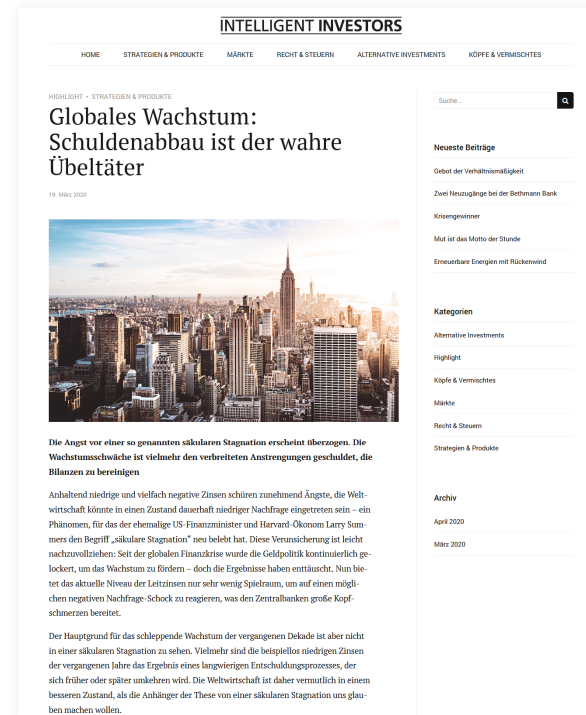 INTELLIGENT INVESTORS
HOME STRATEGIEN & PRODUKTE MÄRKTE RECHT & STEUERN ALTERNATIVE INVESTMENTS KÖPFE & VERMISCHTES
HIGHLIGHT • STRATEGIEN & PRODUKTE
Globales Wachstum:
Schuldenabbau ist der wahre
Übeltäter
19. März 2020
Die Angst vor einer so genannten säkularen Stagnation erscheint überzogen. Die
Wachstumsschwäche ist vielmehr den verbreiteten Anstrengungen geschuldet, die
Bilanzen zu bereinigen
Anhaltend niedrige und vielfach negative Zinsen schüren zunehmend Ängste, die Welt-
wirtschaft könnte in einen Zustand dauerhaft niedriger Nachfrage eingetreten sein – ein
Phänomen, für das der ehemalige US-Finanzminister und Harvard-Ökonom Larry Sum-
mers den Begriff „säkulare Stagnation" neu belebt hat. Diese Verunsicherung ist leicht
nachzuvollziehen: Seit der globalen Finanzkrise wurde die Geldpolitik kontinuierlich ge-
lockert, um das Wachstum zu fördern – doch die Ergebnisse haben enttäuscht. Nun bie-
tet das aktuelle Niveau der Leitzinsen nur sehr wenig Spielraum, um auf einen mögli-
chen negativen Nachfrage-Schock zu reagieren, was den Zentralbanken große Kopf-
schmerzen bereitet.
Der Hauptgrund für das schleppende Wachstum der vergangenen Dekade ist aber nicht
in einer säkularen Stagnation zu sehen. Vielmehr sind die beispiellos niedrigen Zinsen
der vergangenen Jahre das Ergebnis eines langwierigen Entschuldungsprozesses, der
sich früher oder später umkehren wird. Die Weltwirtschaft ist daher vermutlich in einem
besseren Zustand, als die Anhänger der These von einer säkularen Stagnation uns glau-
ben machen wollen.
Suche...
Neueste Beiträge
Gebot der Verhältnismäßigkeit
Zwei Neuzugänge bei der Bethmann Bank
Krisengewinner
Mut ist das Motto der Stunde
Erneuerbare Energien mit Rückenwind
Kategorien
Alternative Investments
Highlight
Köpfe & Vermischtes
Märkte
Recht & Steuern
Strategien & Produkte
Archiv
April 2020
März 2020